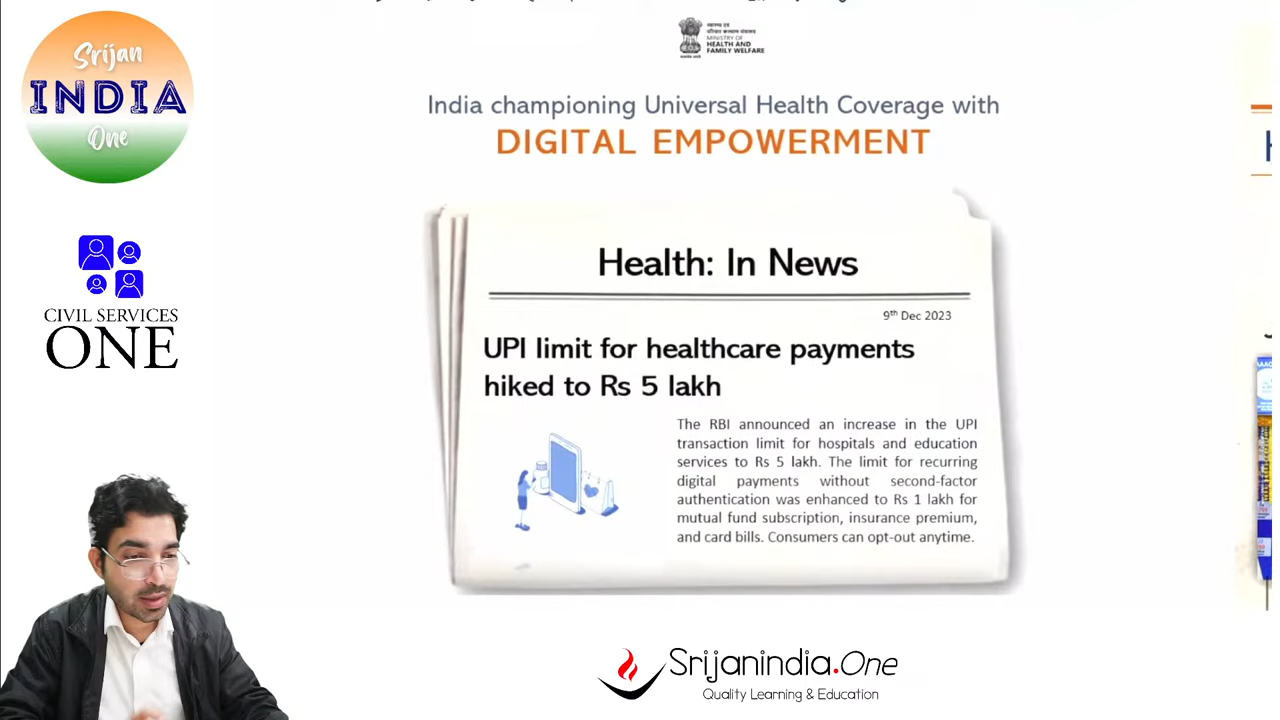 Srijan
INDIA
One
CIVIL SERVICES
ONE
MINISTRY OF
HEALTH AND
FAMILY WELFARE
India championing Universal Health Coverage with
DIGITAL EMPOWERMENT
Health: In News
9th Dec 2023
UPI limit for healthcare payments
hiked to Rs 5 lakh
The RBI announced an increase in the UPI
transaction limit for hospitals and education
services to Rs 5 lakh. The limit for recurring
digital payments without second-factor
authentication was enhanced to Rs 1 lakh for
mutual fund subscription, insurance premium,
and card bills. Consumers can opt-out anytime.
Srijanindia.One
Quality Learning & Education